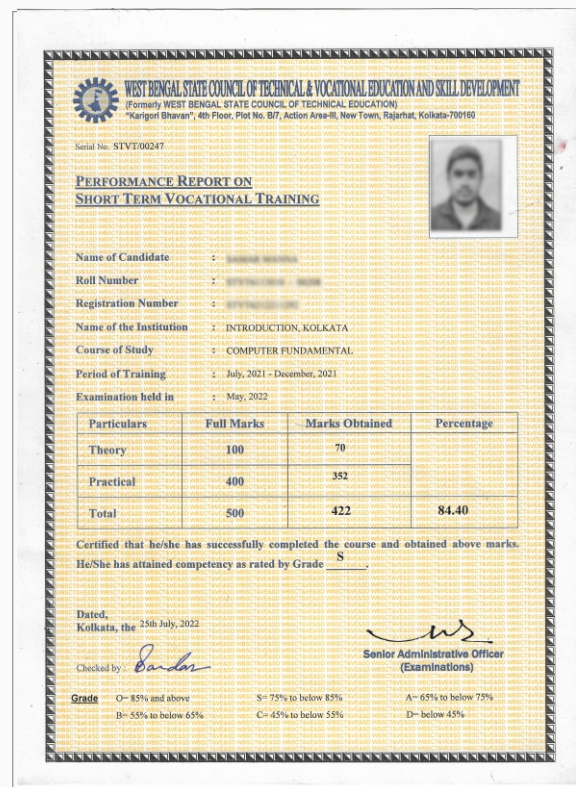 WEST BENGAL STATE COUNCIL OF TECHNICAL & VOCATIONAL EDUCATION AND SKILL DEVELOPMENT
(Formerly WEST BENGAL STATE COUNCIL OF TECHNICAL EDUCATION)
"Karigori Bhavan", 4th Floor, Plot No. B/7, Action Area-III, New Town, Rajarhat, Kolkata-700160
Serial No. STVT/00247
PERFORMANCE REPORT ON
SHORT TERM VOCATIONAL TRAINING
Name of Candidate :
Roll Number :
Registration Number :
Name of the Institution : INTRODUCTION, KOLKATA
Course of Study : COMPUTER FUNDAMENTAL
Period of Training : July, 2021 - December, 2021
Examination held in : May, 2022
Particulars Full Marks Marks Obtained Percentage
Theory 100 70
Practical 400 352
Total 500 422 84.40
Certified that he/she has successfully completed the course and obtained above marks.
He/She has attained competency as rated by Grade S.
Dated,
Kolkata, the 25th July, 2022
Checked by
Senior Administrative Officer
(Examinations)
Grade O= 85% and above S= 75% to below 85% A= 65% to below 75%
B= 55% to below 65% C= 45% to below 55% D= below 45%